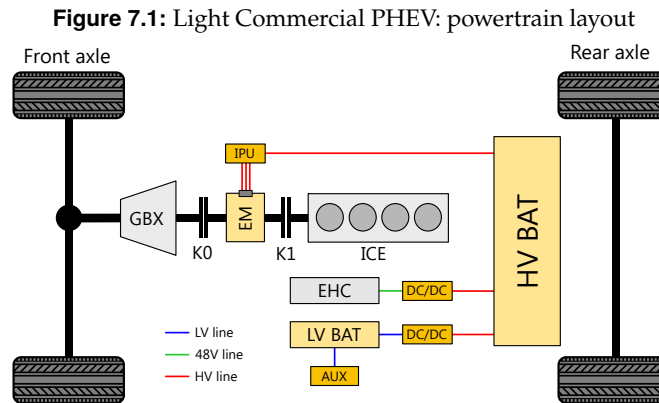 Figure 7.1: Light Commercial PHEV: powertrain layout
Front axle
Rear axle
IPU
GBX
EM
K0
K1
ICE
HV BAT
EHC
DC/DC
LV BAT
DC/DC
AUX
LV line
48V line
HV line